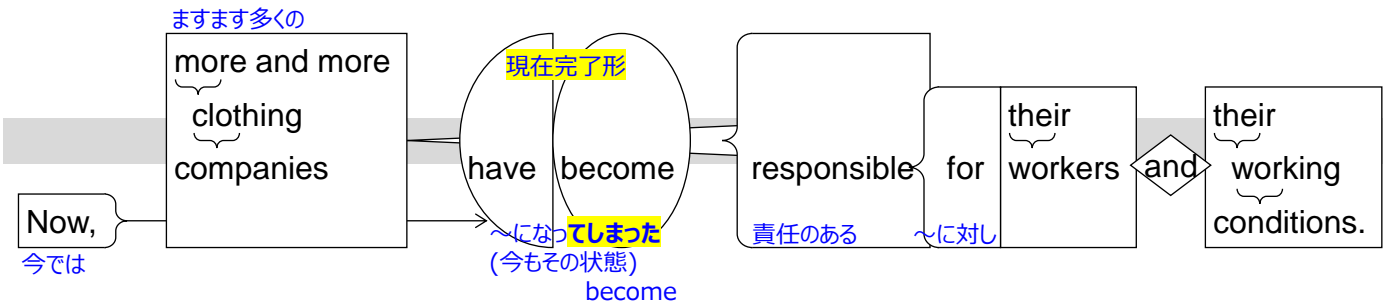 ますます多くの
more and more
clothing
companies
現在完了形
have become responsible for
their
workers
and
their
working
conditions.
Now,
今では
～になってしまった
(今もその状態)
become
責任のある
～に対し